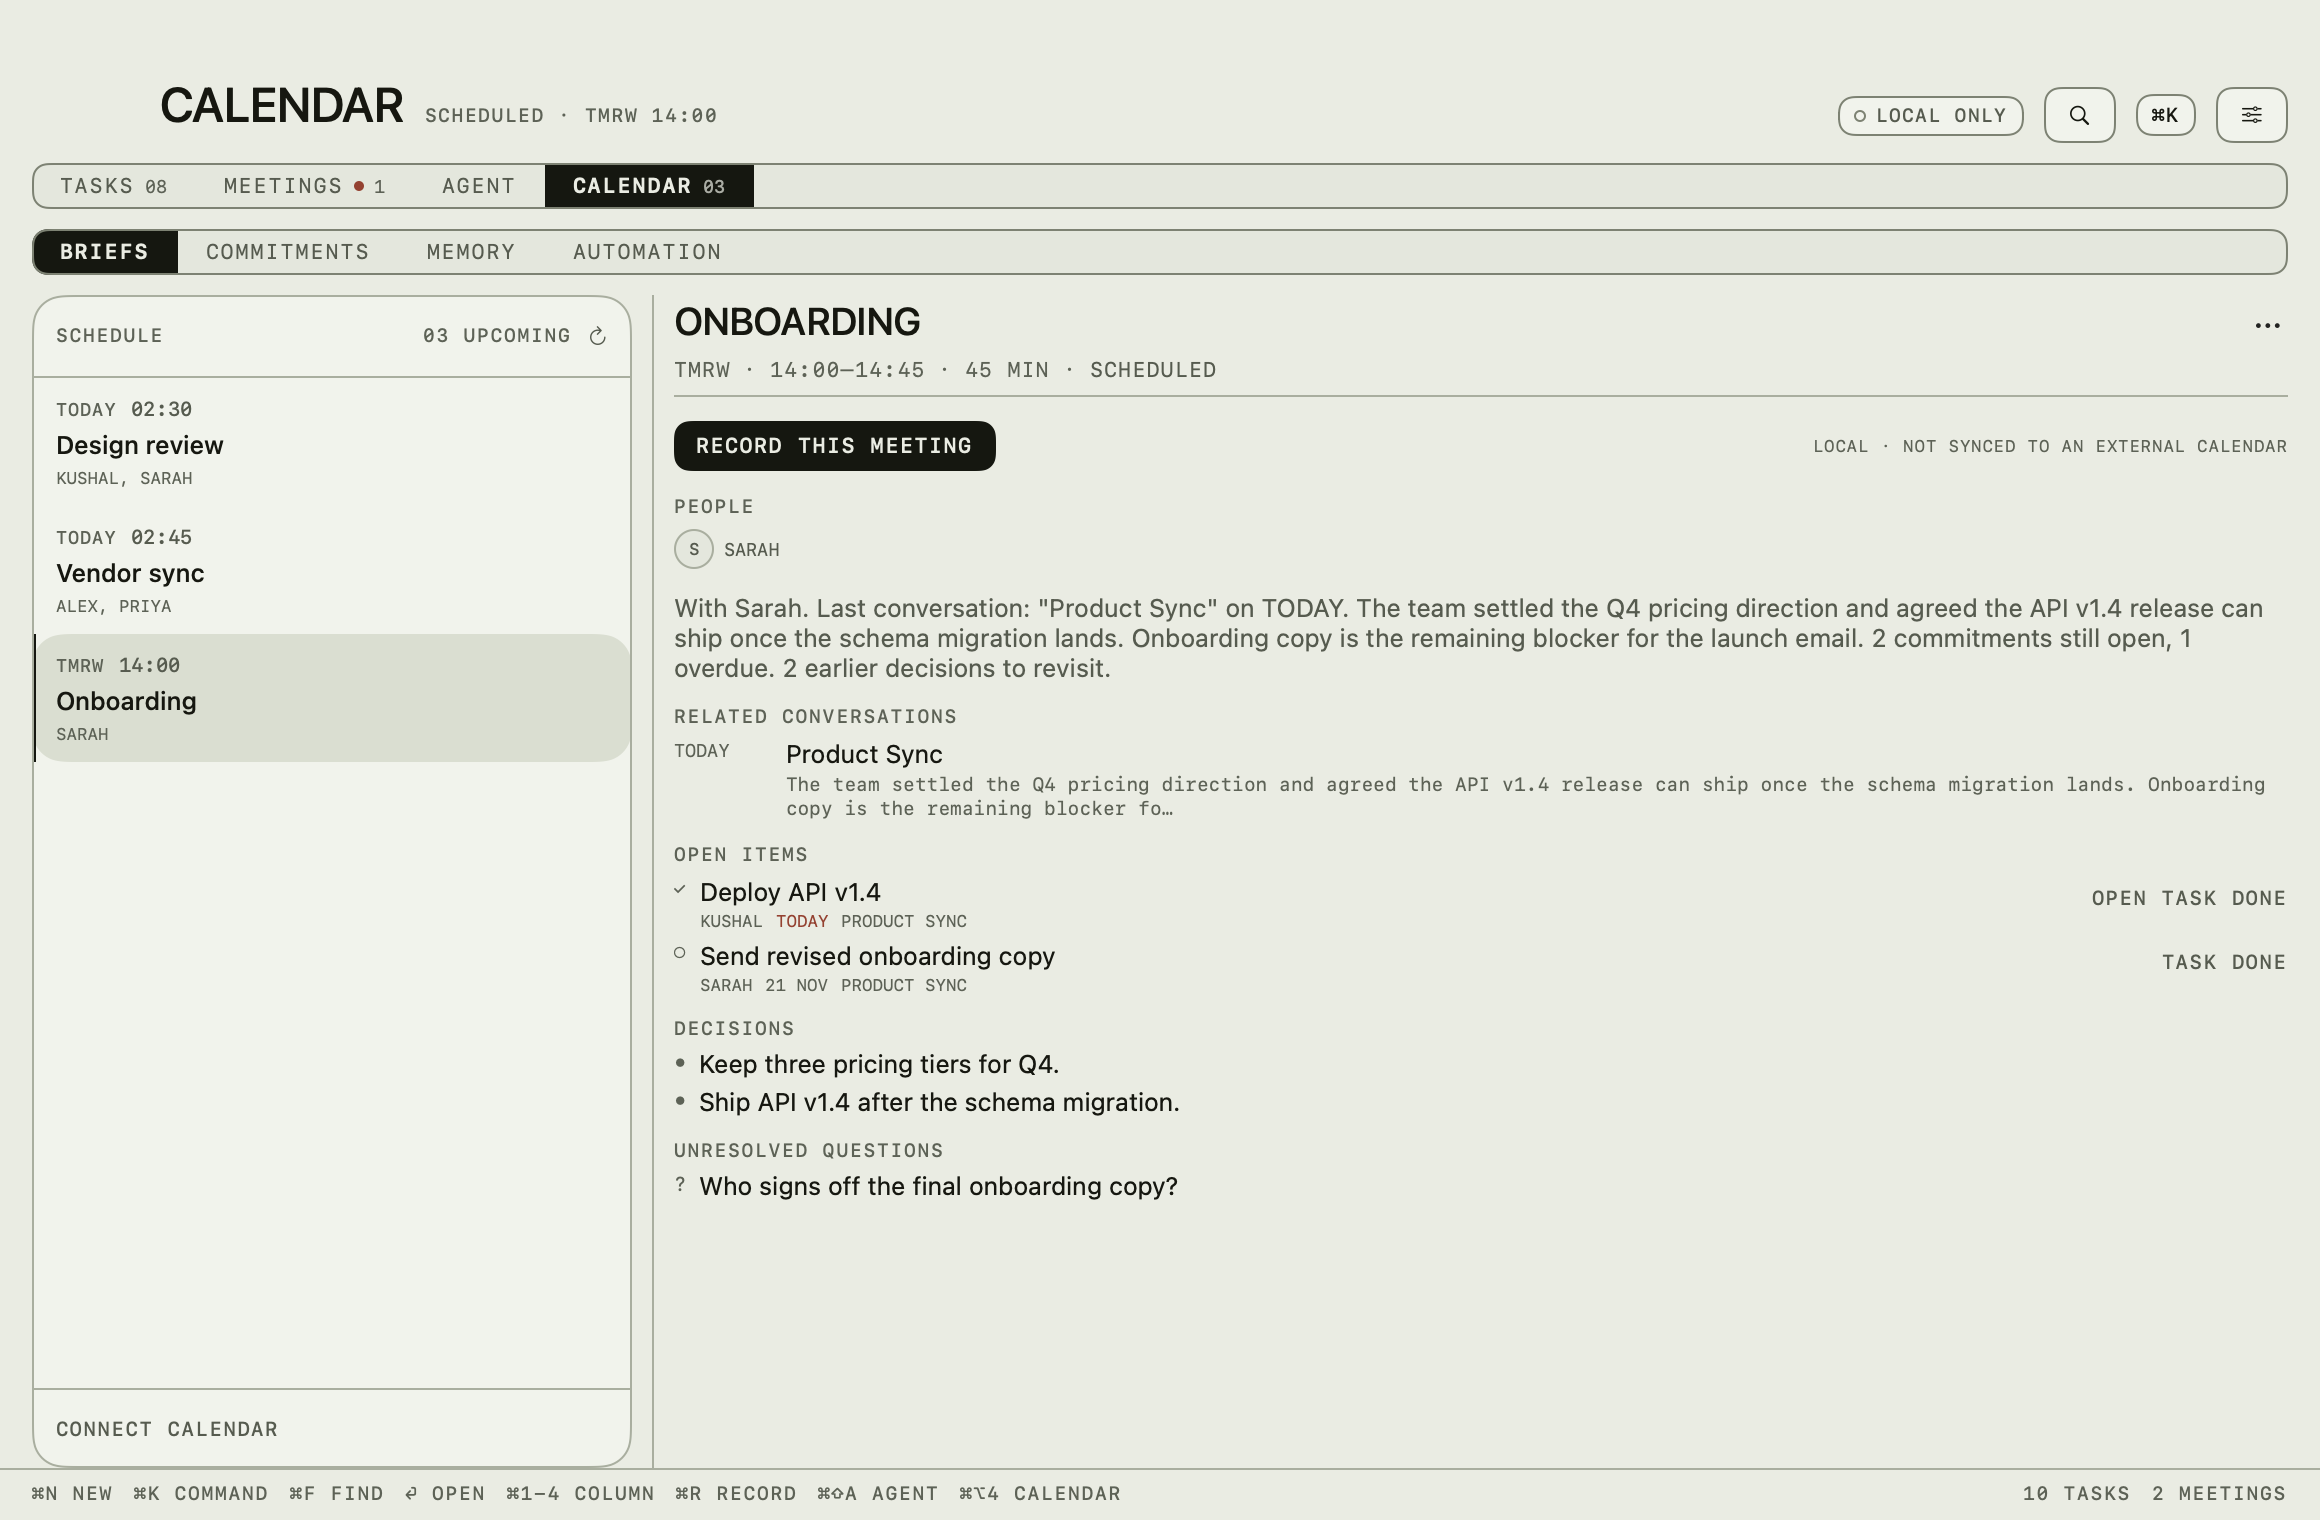 CALENDAR SCHEDULED · TMRW 14:00
LOCAL ONLY ⌘K
TASKS 08 MEETINGS 1 AGENT CALENDAR 03
BRIEFS COMMITMENTS MEMORY AUTOMATION
SCHEDULE 03 UPCOMING
TODAY 02:30
Design review
KUSHAL, SARAH
TODAY 02:45
Vendor sync
ALEX, PRIYA
TMRW 14:00
Onboarding
SARAH
CONNECT CALENDAR
ONBOARDING
TMRW · 14:00–14:45 · 45 MIN · SCHEDULED
RECORD THIS MEETING
LOCAL · NOT SYNCED TO AN EXTERNAL CALENDAR
PEOPLE
S SARAH
With Sarah. Last conversation: "Product Sync" on TODAY. The team settled the Q4 pricing direction and agreed the API v1.4 release can
ship once the schema migration lands. Onboarding copy is the remaining blocker for the launch email. 2 commitments still open, 1
overdue. 2 earlier decisions to revisit.
RELATED CONVERSATIONS
TODAY Product Sync
The team settled the Q4 pricing direction and agreed the API v1.4 release can ship once the schema migration lands. Onboarding
copy is the remaining blocker fo…
OPEN ITEMS
✓ Deploy API v1.4
KUSHAL TODAY PRODUCT SYNC
OPEN TASK DONE
Send revised onboarding copy
SARAH 21 NOV PRODUCT SYNC
TASK DONE
DECISIONS
• Keep three pricing tiers for Q4.
• Ship API v1.4 after the schema migration.
UNRESOLVED QUESTIONS
? Who signs off the final onboarding copy?
⌘N NEW ⌘K COMMAND ⌘F FIND ⏎ OPEN ⌘1–4 COLUMN ⌘R RECORD ⌘⇧A AGENT ⌘⌥4 CALENDAR
10 TASKS 2 MEETINGS